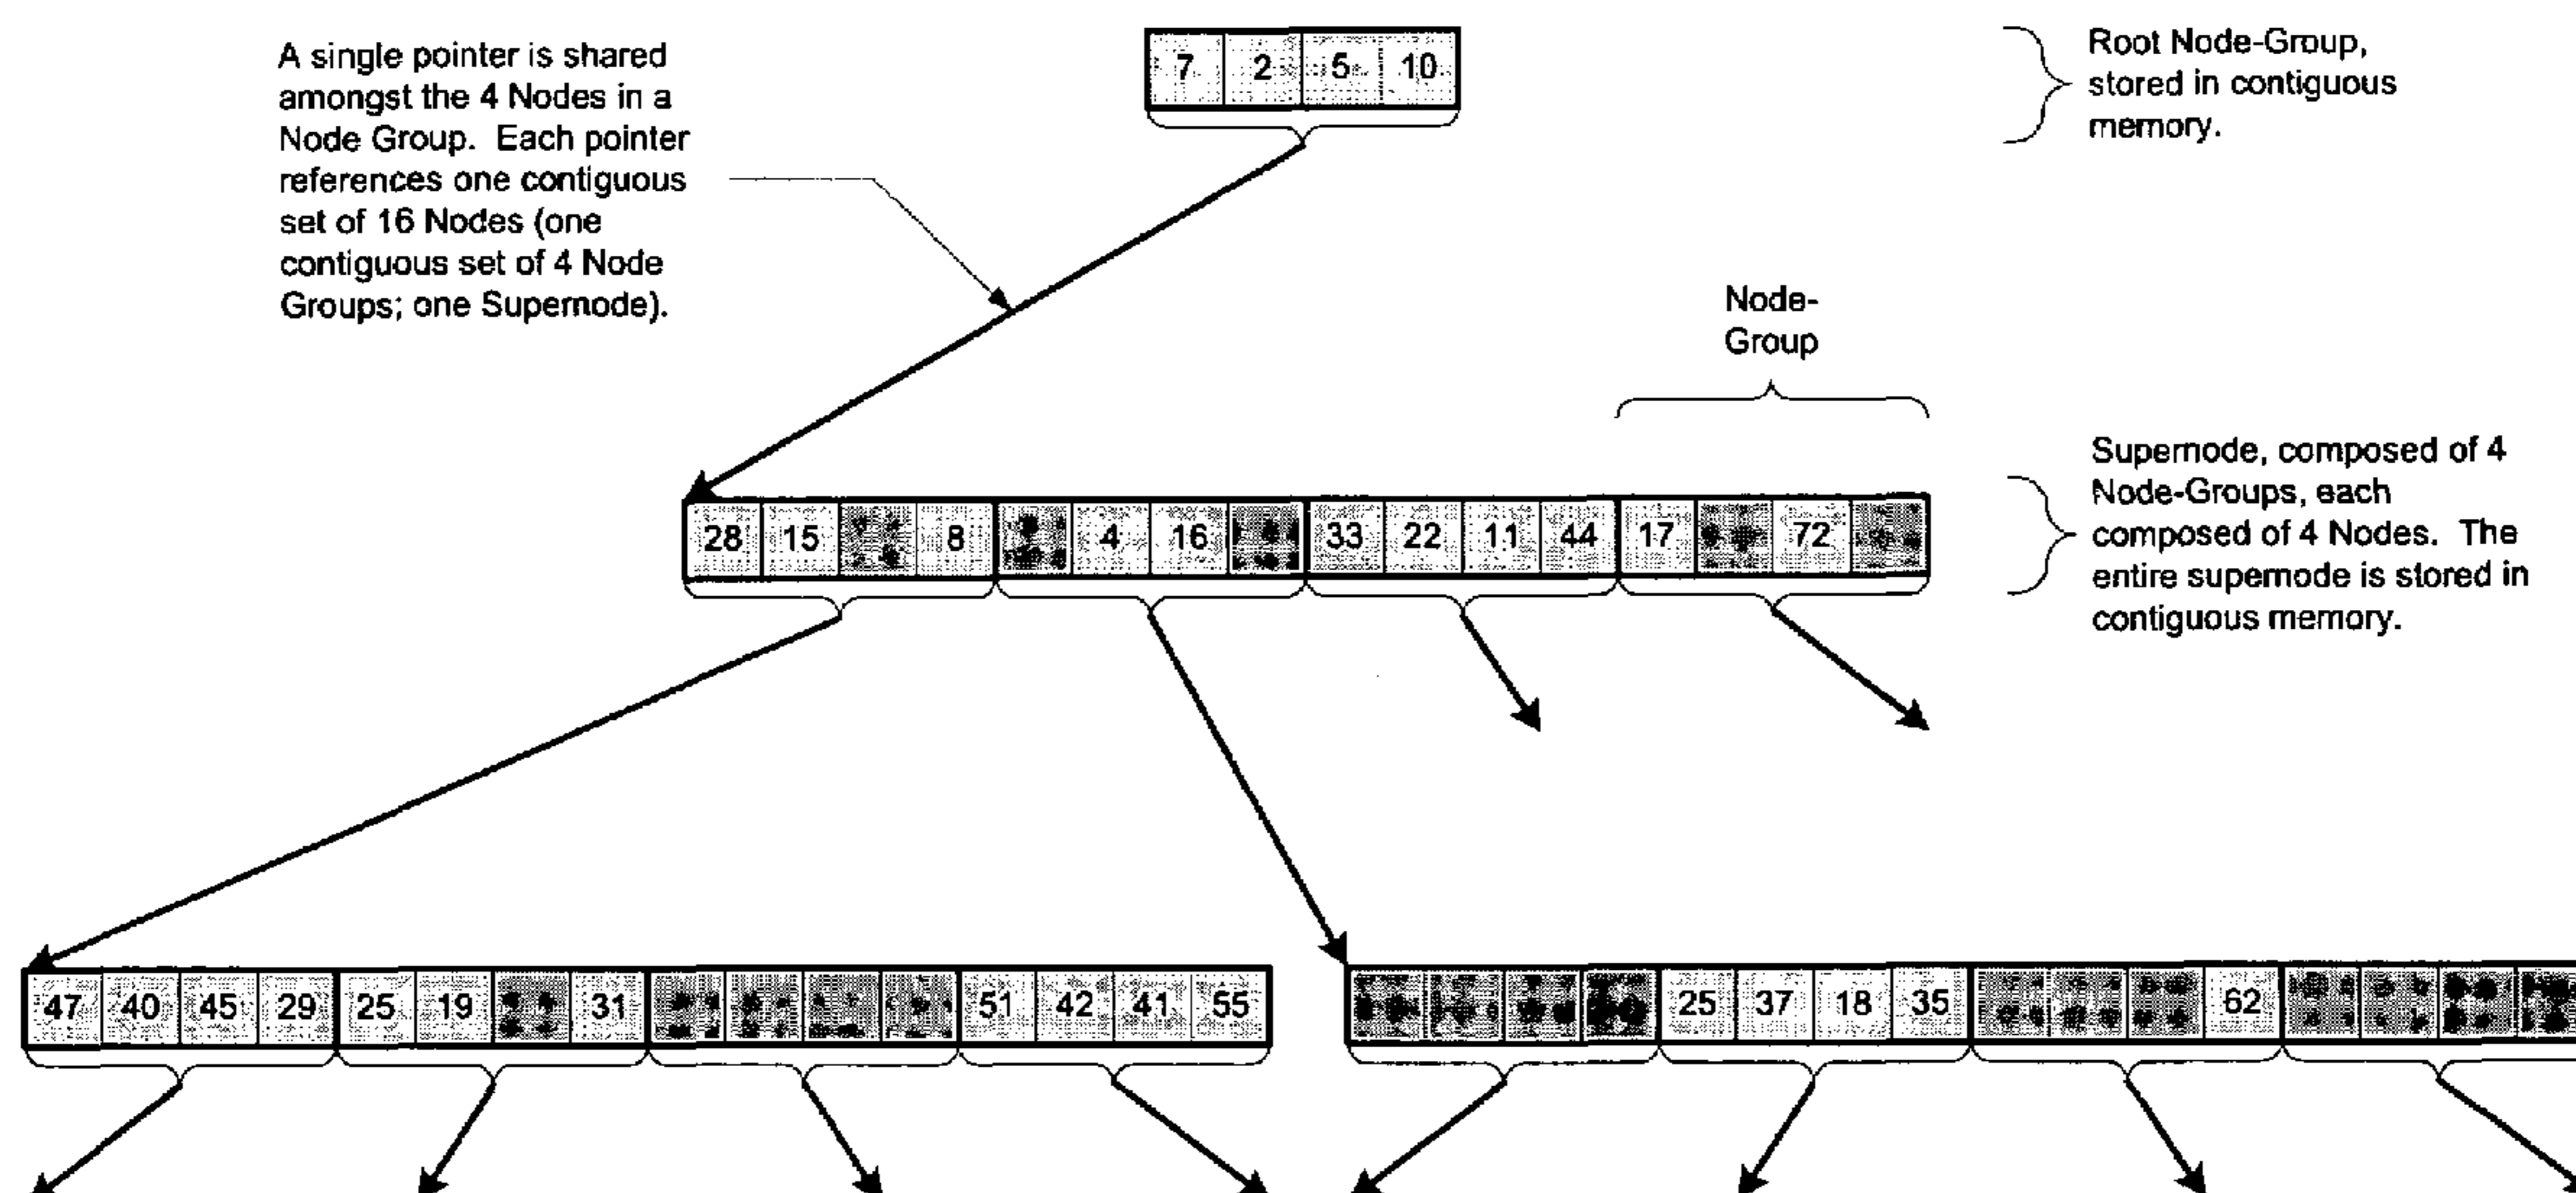 A single pointer is shared
amongst the 4 Nodes in a
Node Group. Each pointer
references one contiguous
set of 16 Nodes (one
contiguous set of 4 Node
Groups; one Supernode).
7 2 5 10
Root Node-Group,
stored in contiguous
memory.
Node-
Group
28 15 8 4 16 33 22 11 44 17 72
Supernode, composed of 4
Node-Groups, each
composed of 4 Nodes. The
entire supernode is stored in
contiguous memory.
47 40 45 29 25 19 31 51 42 41 55
25 37 18 35 62